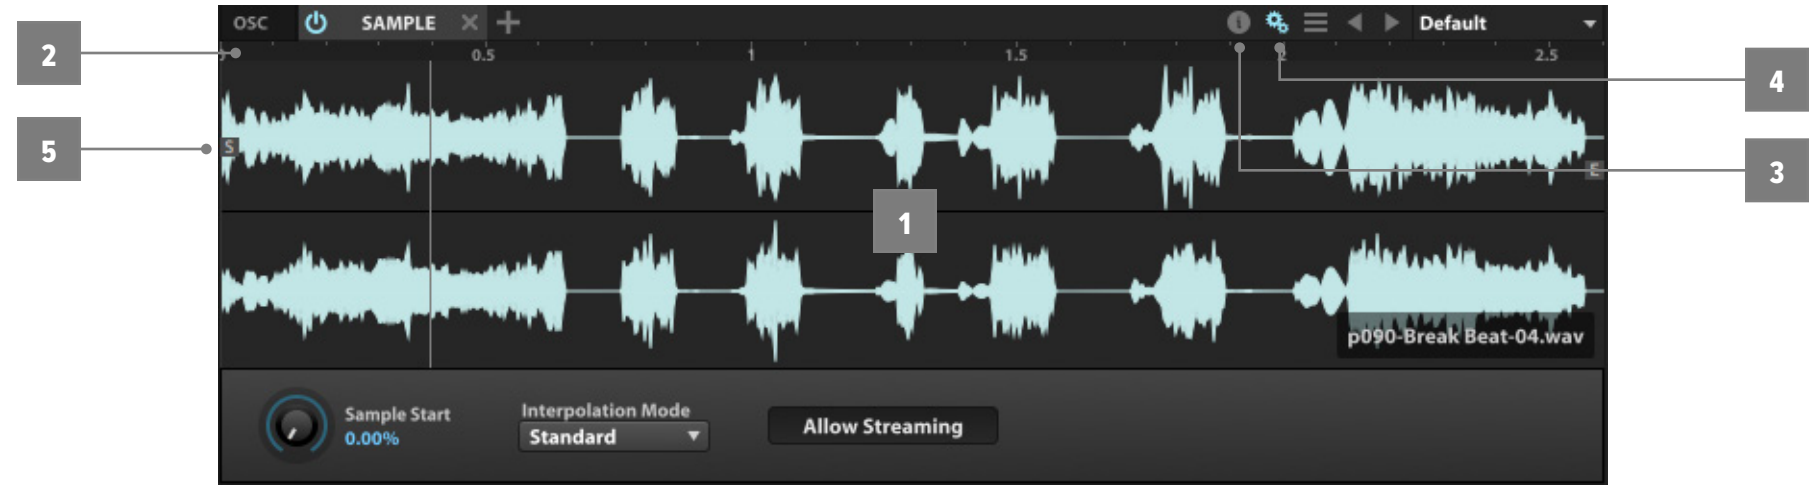 OSC SAMPLE Default
2
0.5 1 1.5 2 2.5
4
5
S
3
E
1
p090-Break Beat-04.wav
Sample Start
0.00%
Interpolation Mode
Standard
Allow Streaming